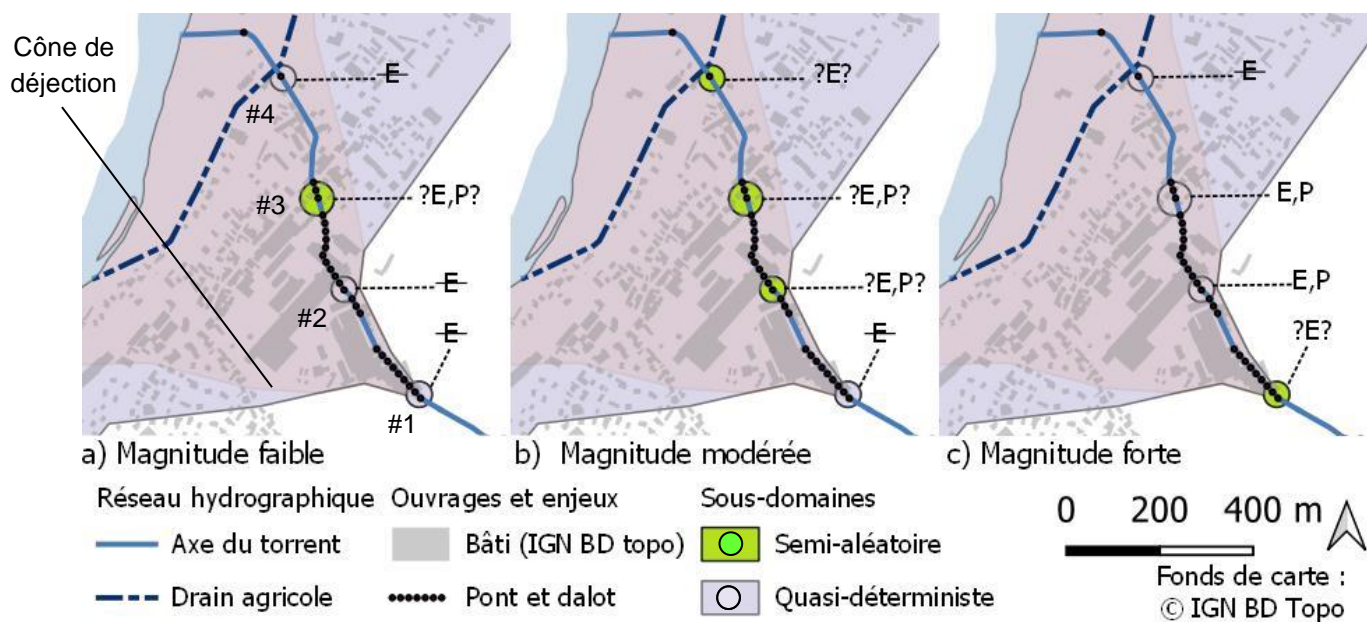 Cône de
déjection
E
#4
?E,P?
#3
E
#2
E
#1
?E?
?E,P?
?E,P?
E
E
E,P
E,P
?E?
a) Magnitude faible
b) Magnitude modérée
c) Magnitude forte
Réseau hydrographique
Axe du torrent
Drain agricole
Ouvrages et enjeux
Bâti (IGN BD topo)
Pont et dalot
Sous-domaines
Semi-aléatoire
Quasi-déterministe
0 200 400 m
Fonds de carte :
© IGN BD Topo